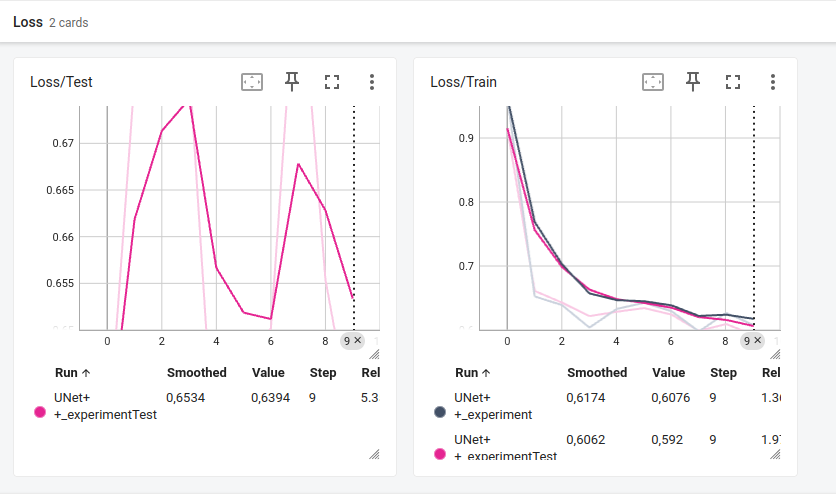 Loss 2 cards
Loss/Test
0.67
0.665
0.66
0.655
0 2 4 6 8 9 ✕
Run ↑ Smoothed Value Step Rel
UNet+
+_experimentTest 0,6534 0,6394 9 5.3
Loss/Train
0.9
0.8
0.7
0 2 4 6 8 9 ✕
Run ↑ Smoothed Value Step Rel
UNet+
+_experiment 0,6174 0,6076 9 1.3
UNet+
+_experimentTest 0,6062 0,592 9 1.9